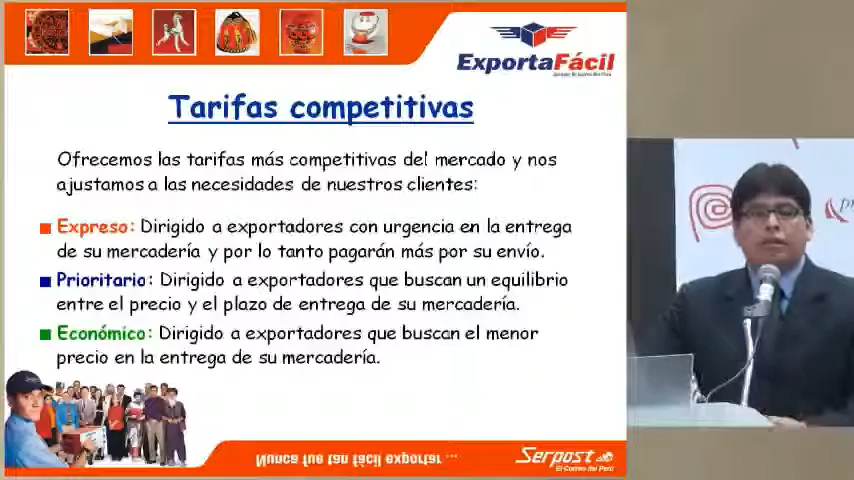 ExportaFácil
Tarifas competitivas
Ofrecemos las tarifas más competitivas del mercado y nos
ajustamos a las necesidades de nuestros clientes:
Expreso: Dirigido a exportadores con urgencia en la entrega
de su mercadería y por lo tanto pagarán más por su envío.
Prioritario: Dirigido a exportadores que buscan un equilibrio
entre el precio y el plazo de entrega de su mercadería.
Económico: Dirigido a exportadores que buscan el menor
precio en la entrega de su mercadería.
Nunca fue tan fácil exportar ...
Serpost
El Correo del Perú